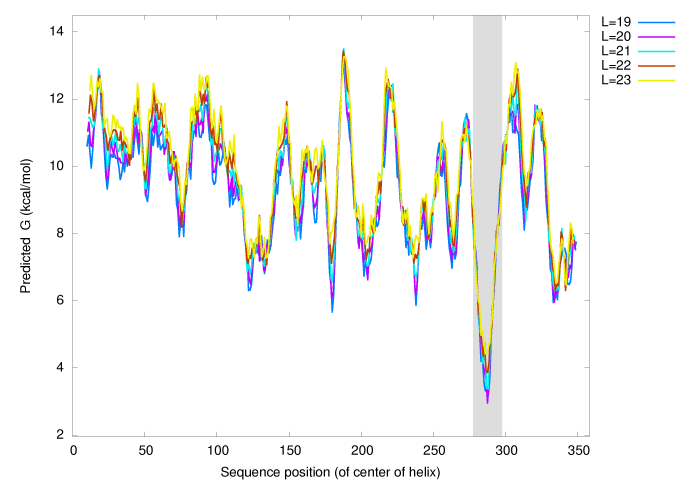 L=19
L=20
L=21
L=22
L=23
14
12
10
8
6
4
2
Predicted G (kcal/mol)
0 50 100 150 200 250 300 350
Sequence position (of center of helix)